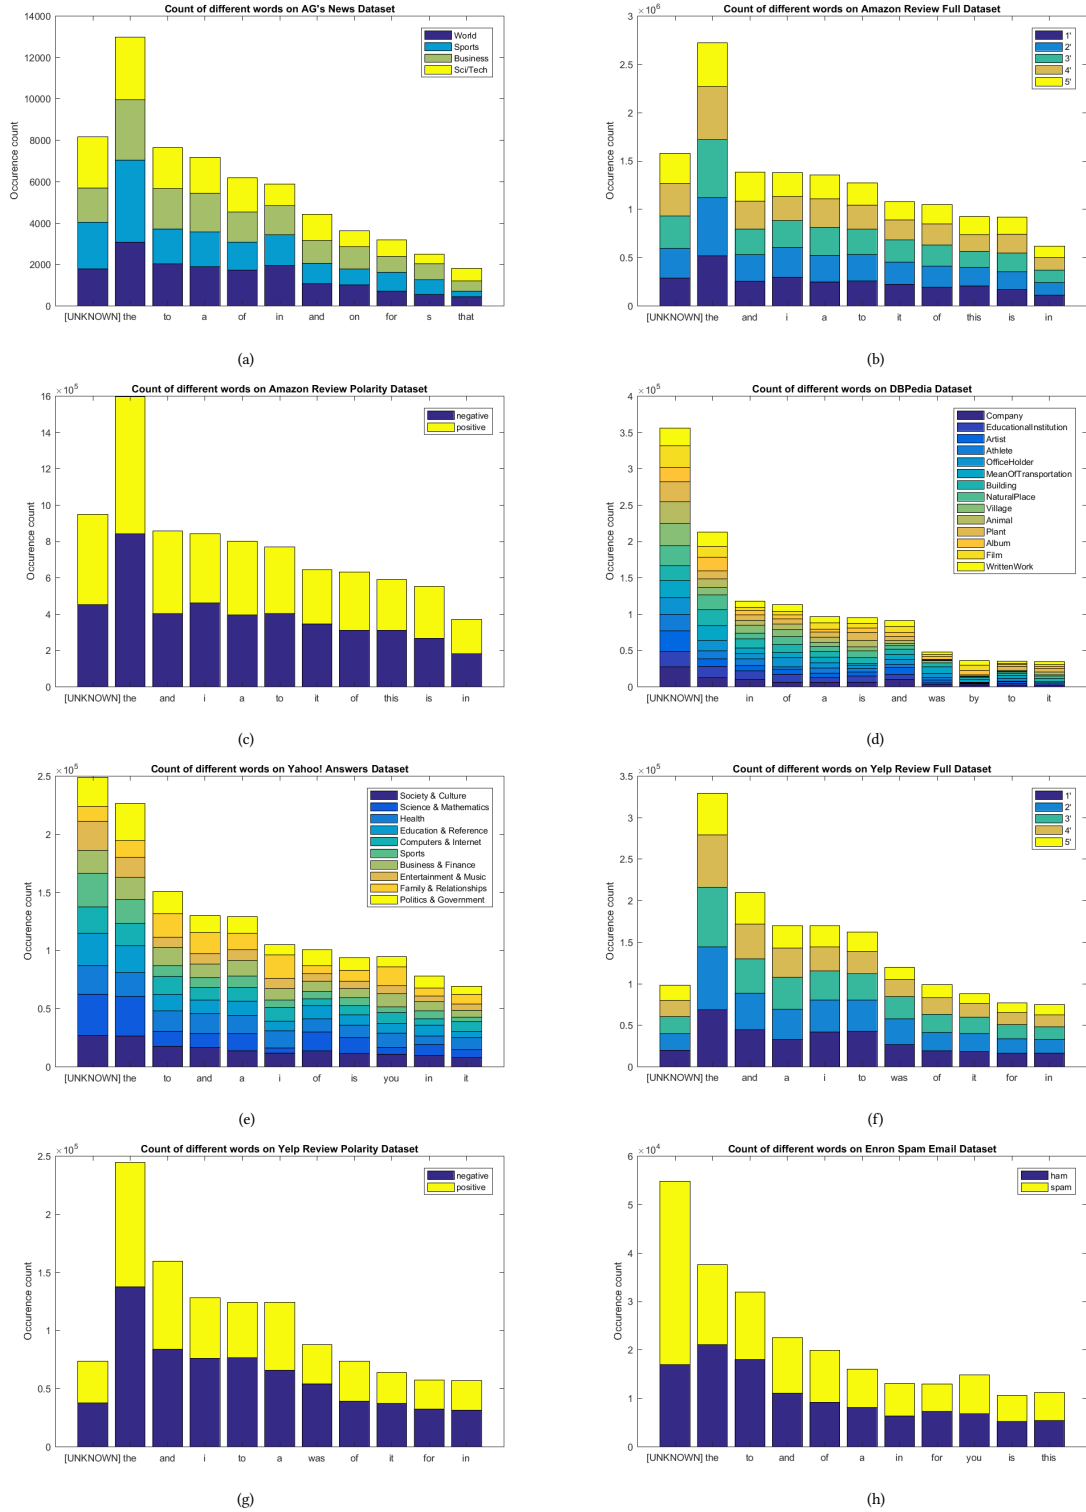 Count of different words on AG's News Dataset
14000
12000
10000
8000
6000
4000
2000
0
Occurence count
World
Sports
Business
Sci/Tech
[UNKNOWN] the to a of in and on for s that
(a)
Count of different words on Amazon Review Full Dataset
×10^6
3
2.5
2
1.5
1
0.5
0
Occurence count
1'
2'
3'
4'
5'
[UNKNOWN] the and i a to it of this is in
(b)
Count of different words on Amazon Review Polarity Dataset
×10^5
16
14
12
10
8
6
4
2
0
Occurence count
negative
positive
[UNKNOWN] the and i a to it of this is in
(c)
Count of different words on DBPedia Dataset
×10^5
4
3.5
3
2.5
2
1.5
1
0.5
0
Occurence count
Company
EducationalInstitution
Artist
Athlete
OfficeHolder
MeanOfTransportation
Building
NaturalPlace
Village
Animal
Plant
Album
Film
WrittenWork
[UNKNOWN] the in of a is and was by to it
(d)
Count of different words on Yahoo! Answers Dataset
×10^5
2.5
2
1.5
1
0.5
0
Occurence count
Society & Culture
Science & Mathematics
Health
Education & Reference
Computers & Internet
Sports
Business & Finance
Entertainment & Music
Family & Relationships
Politics & Government
[UNKNOWN] the to and a i of is you in it
(e)
Count of different words on Yelp Review Full Dataset
×10^5
3.5
3
2.5
2
1.5
1
0.5
0
Occurence count
1'
2'
3'
4'
5'
[UNKNOWN] the and a i to was of it for in
(f)
Count of different words on Yelp Review Polarity Dataset
×10^5
2.5
2
1.5
1
0.5
0
Occurence count
negative
positive
[UNKNOWN] the and i to a was of it for in
(g)
Count of different words on Enron Spam Email Dataset
×10^4
6
5
4
3
2
1
0
Occurence count
ham
spam
[UNKNOWN] the to and of a in for you is this
(h)